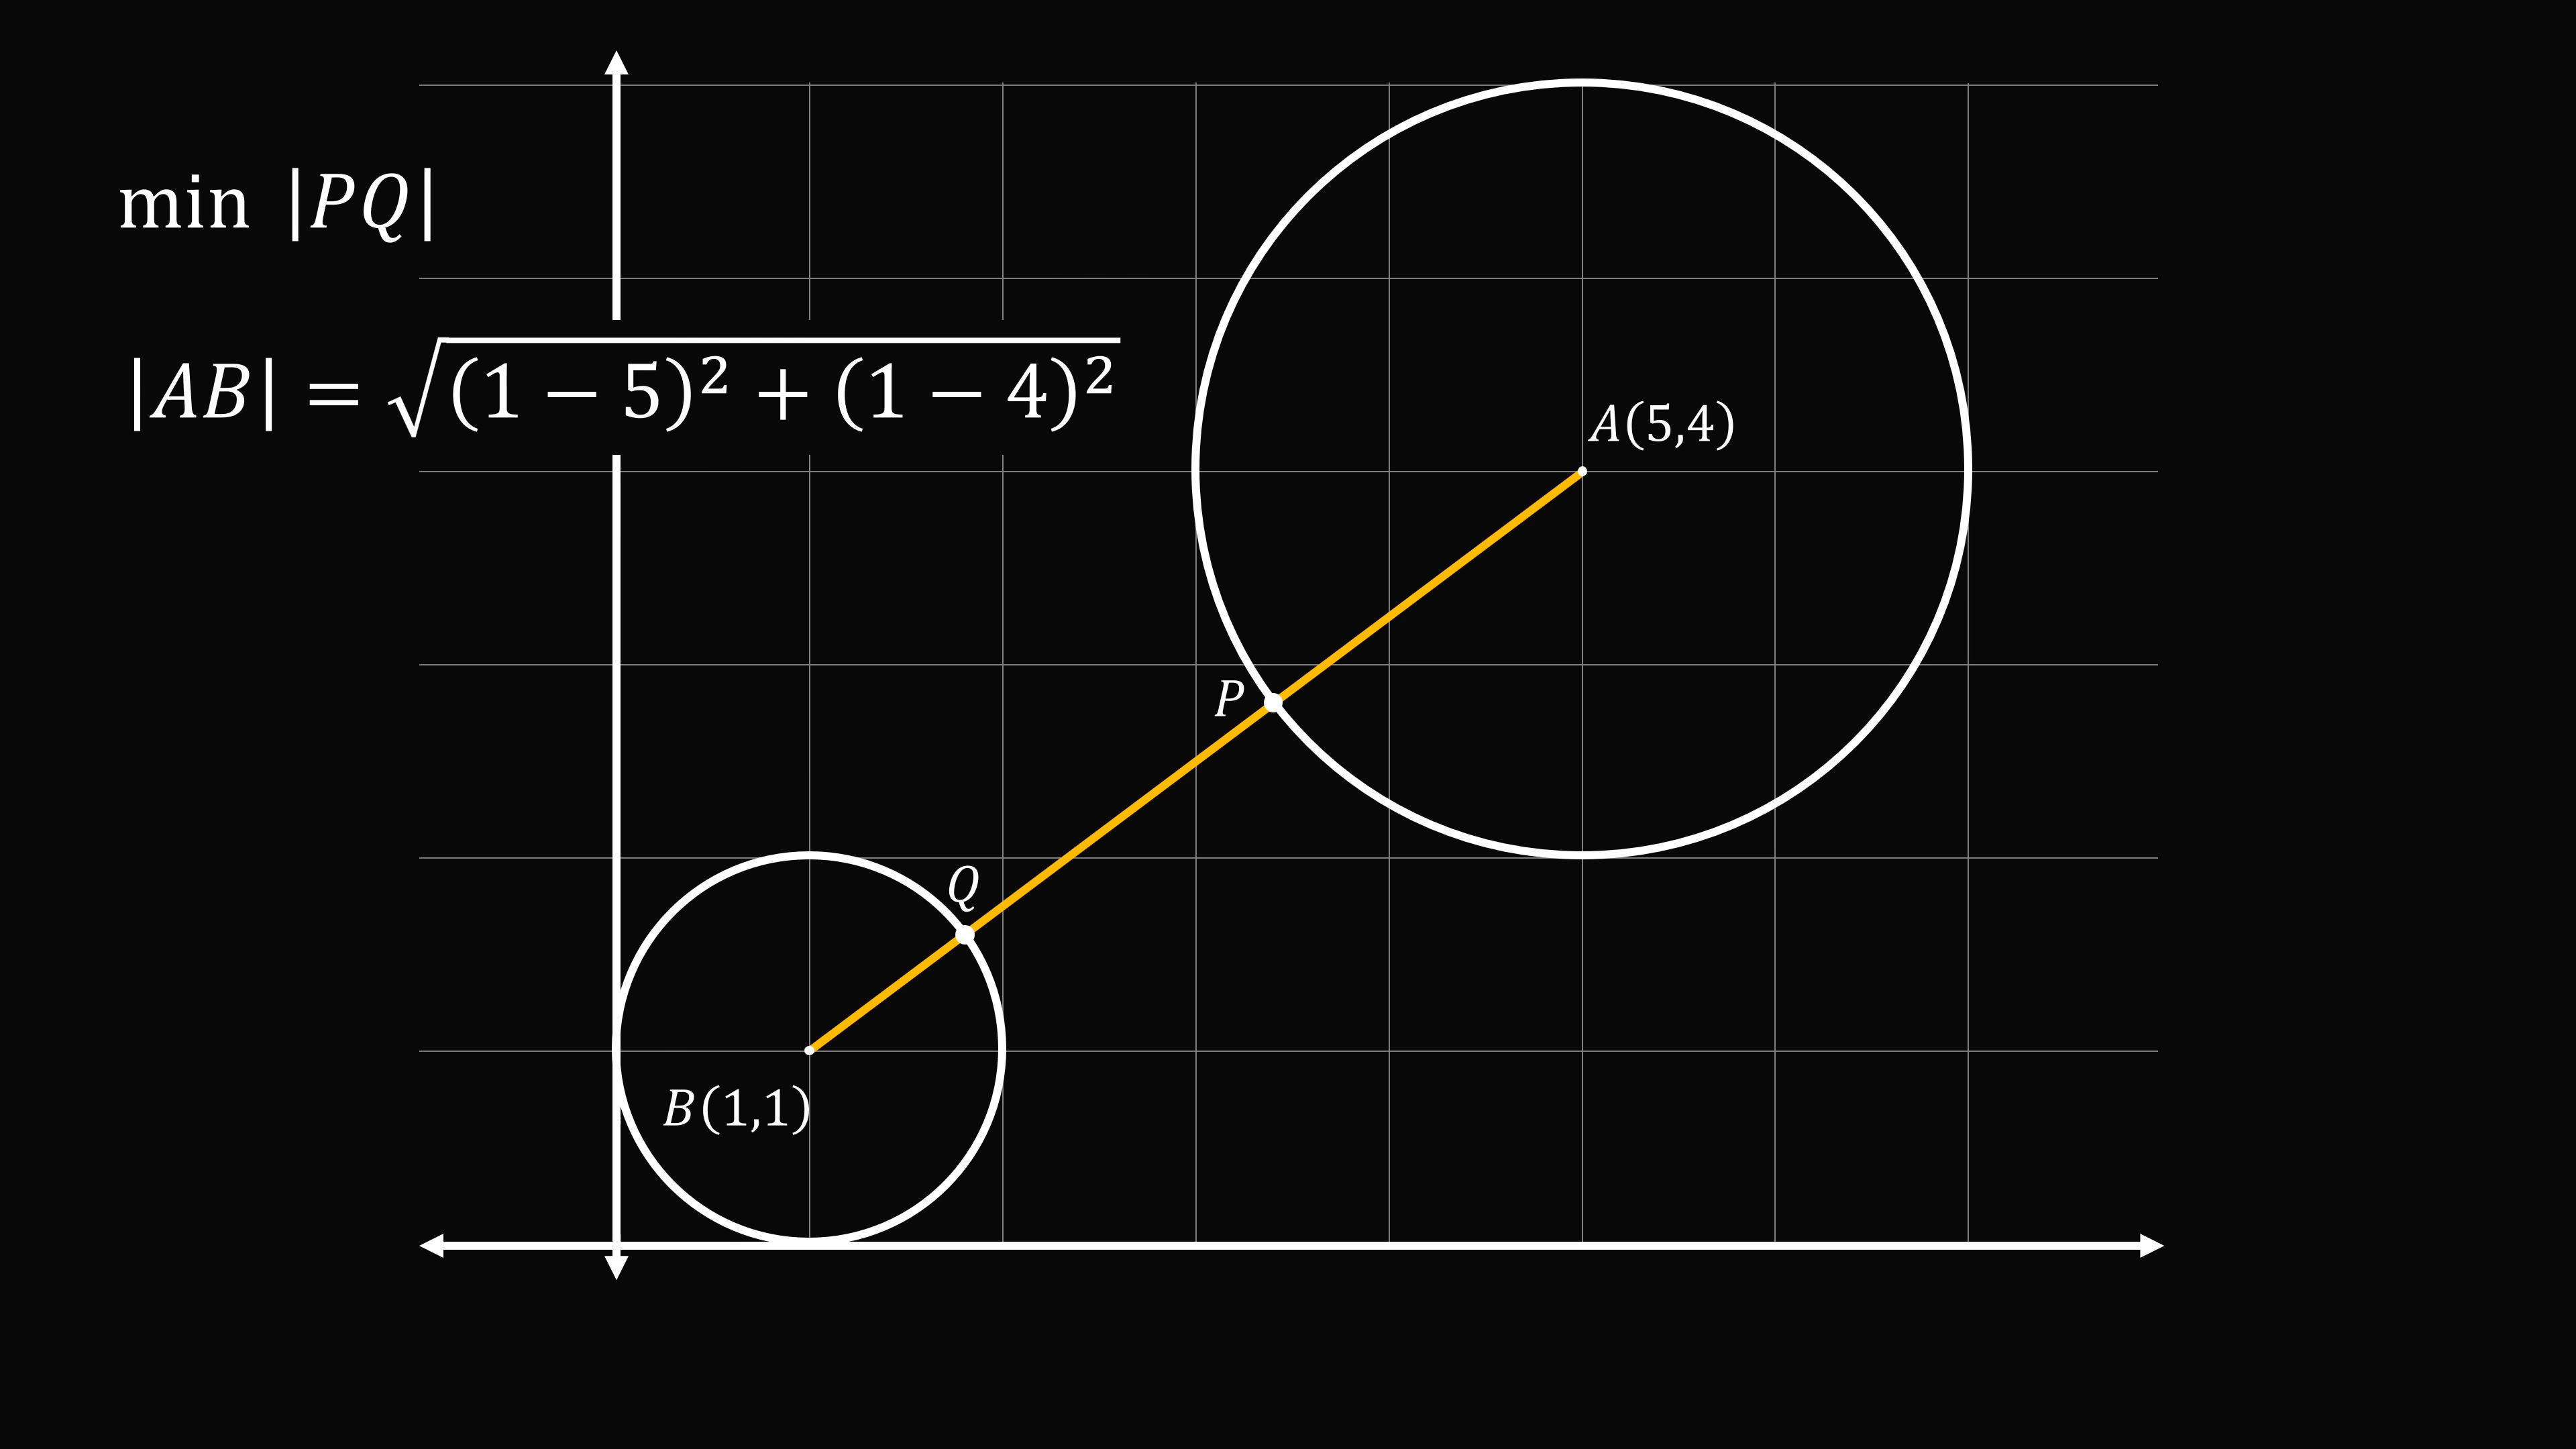 min |PQ|
|AB| = √((1 − 5)² + (1 − 4)²)
A(5,4)
P
Q
B(1,1)